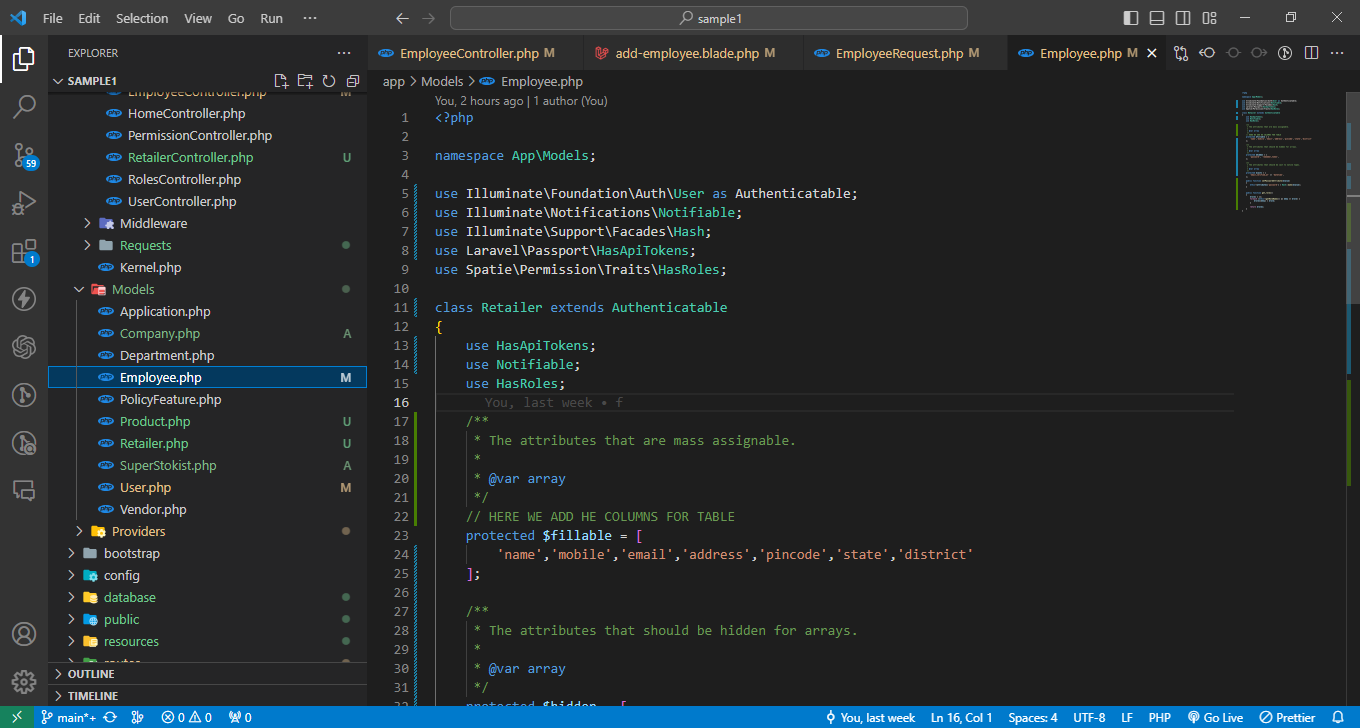 File Edit Selection View Go Run ··· sample1
EXPLORER ···
EmployeeController.php M add-employee.blade.php M EmployeeRequest.php M Employee.php M
SAMPLE1
app > Models > Employee.php
EmployeeController.php M
HomeController.php
PermissionController.php
RetailerController.php U
RolesController.php
UserController.php
Middleware
Requests
Kernel.php
Models
Application.php
Company.php A
Department.php
Employee.php M
PolicyFeature.php
Product.php U
Retailer.php U
SuperStokist.php A
User.php M
Vendor.php
Providers
bootstrap
config
database
public
resources
routes
OUTLINE
TIMELINE
59
1
You, 2 hours ago | 1 author (You)
1 <?php
2
3 namespace App\Models;
4
5 use Illuminate\Foundation\Auth\User as Authenticatable;
6 use Illuminate\Notifications\Notifiable;
7 use Illuminate\Support\Facades\Hash;
8 use Laravel\Passport\HasApiTokens;
9 use Spatie\Permission\Traits\HasRoles;
10
11 class Retailer extends Authenticatable
12 {
13 use HasApiTokens;
14 use Notifiable;
15 use HasRoles;
16 You, last week • f
17 /**
18 * The attributes that are mass assignable.
19 *
20 * @var array
21 */
22 // HERE WE ADD HE COLUMNS FOR TABLE
23 protected $fillable = [
24 'name','mobile','email','address','pincode','state','district'
25 ];
26
27 /**
28 * The attributes that should be hidden for arrays.
29 *
30 * @var array
31 */
32 protected $hidden = [
main*+ 0 0 0 You, last week Ln 16, Col 1 Spaces: 4 UTF-8 LF PHP Go Live Prettier